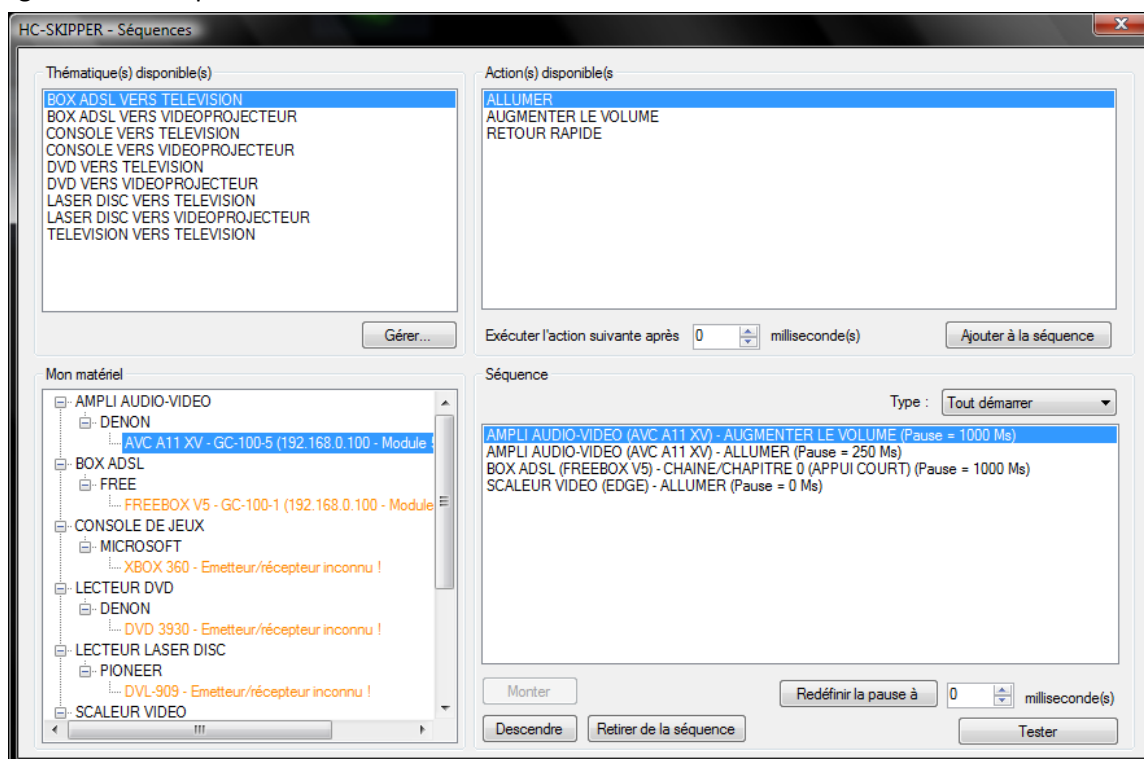 HC-SKIPPER - Séquences
Thématique(s) disponible(s)
BOX ADSL VERS TELEVISION
BOX ADSL VERS VIDEOPROJECTEUR
CONSOLE VERS TELEVISION
CONSOLE VERS VIDEOPROJECTEUR
DVD VERS TELEVISION
DVD VERS VIDEOPROJECTEUR
LASER DISC VERS TELEVISION
LASER DISC VERS VIDEOPROJECTEUR
TELEVISION VERS TELEVISION
Gérer...
Action(s) disponible(s
ALLUMER
AUGMENTER LE VOLUME
RETOUR RAPIDE
Exécuter l'action suivante après 0 milliseconde(s) Ajouter à la séquence
Mon matériel
AMPLI AUDIO-VIDEO
DENON
AVC A11 XV - GC-100-5 (192.168.0.100 - Module
BOX ADSL
FREE
FREEBOX V5 - GC-100-1 (192.168.0.100 - Module
CONSOLE DE JEUX
MICROSOFT
XBOX 360 - Emetteur/récepteur inconnu !
LECTEUR DVD
DENON
DVD 3930 - Emetteur/récepteur inconnu !
LECTEUR LASER DISC
PIONEER
DVL-909 - Emetteur/récepteur inconnu !
SCALEUR VIDEO
Séquence
Type : Tout démarrer
AMPLI AUDIO-VIDEO (AVC A11 XV) - AUGMENTER LE VOLUME (Pause = 1000 Ms)
AMPLI AUDIO-VIDEO (AVC A11 XV) - ALLUMER (Pause = 250 Ms)
BOX ADSL (FREEBOX V5) - CHAINE/CHAPITRE 0 (APPUI COURT) (Pause = 1000 Ms)
SCALEUR VIDEO (EDGE) - ALLUMER (Pause = 0 Ms)
Monter Redéfinir la pause à 0 milliseconde(s)
Descendre Retirer de la séquence Tester